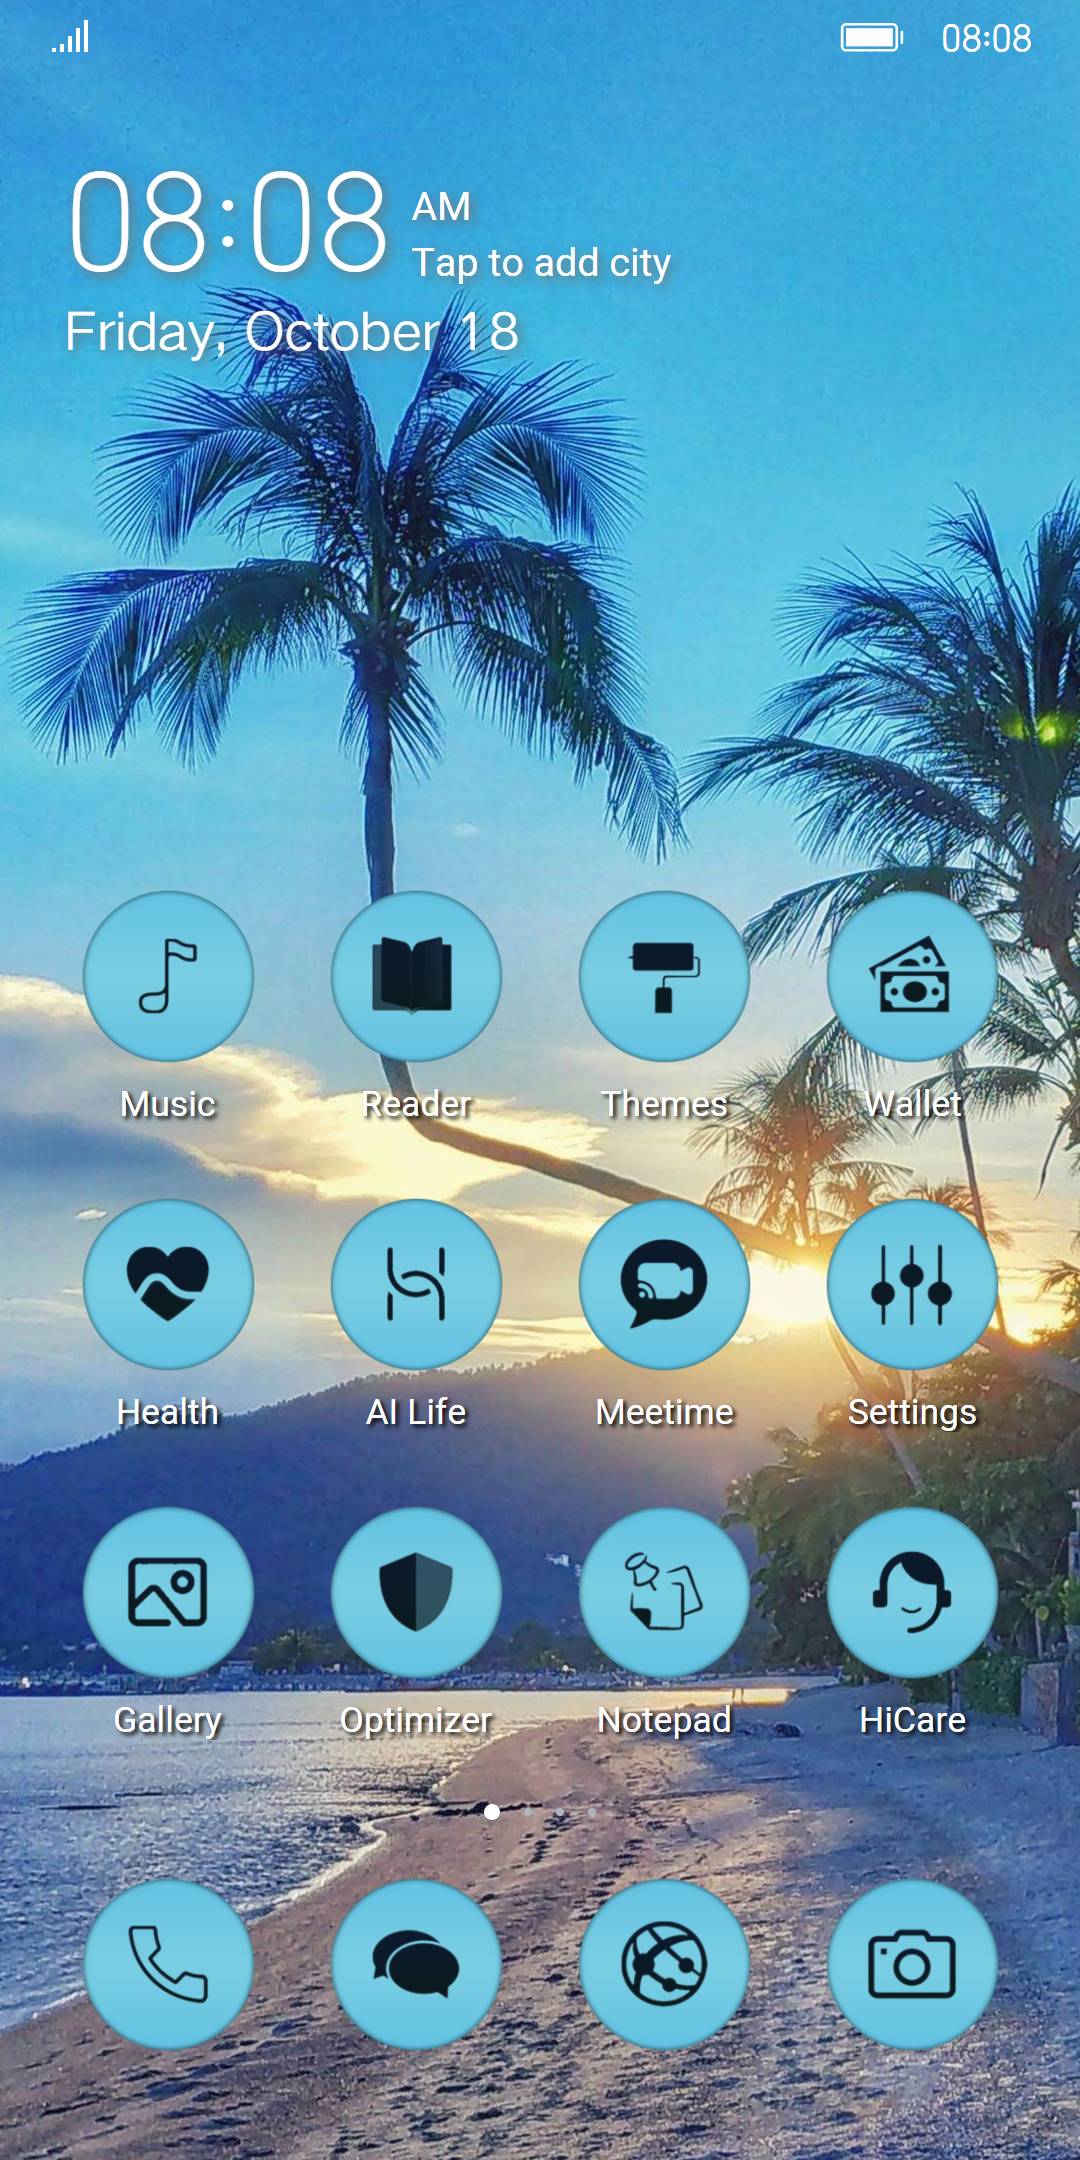 08:08
08:08 AM
Tap to add city
Friday, October 18
Music Reader Themes Wallet
Health AI Life Meetime Settings
Gallery Optimizer Notepad HiCare